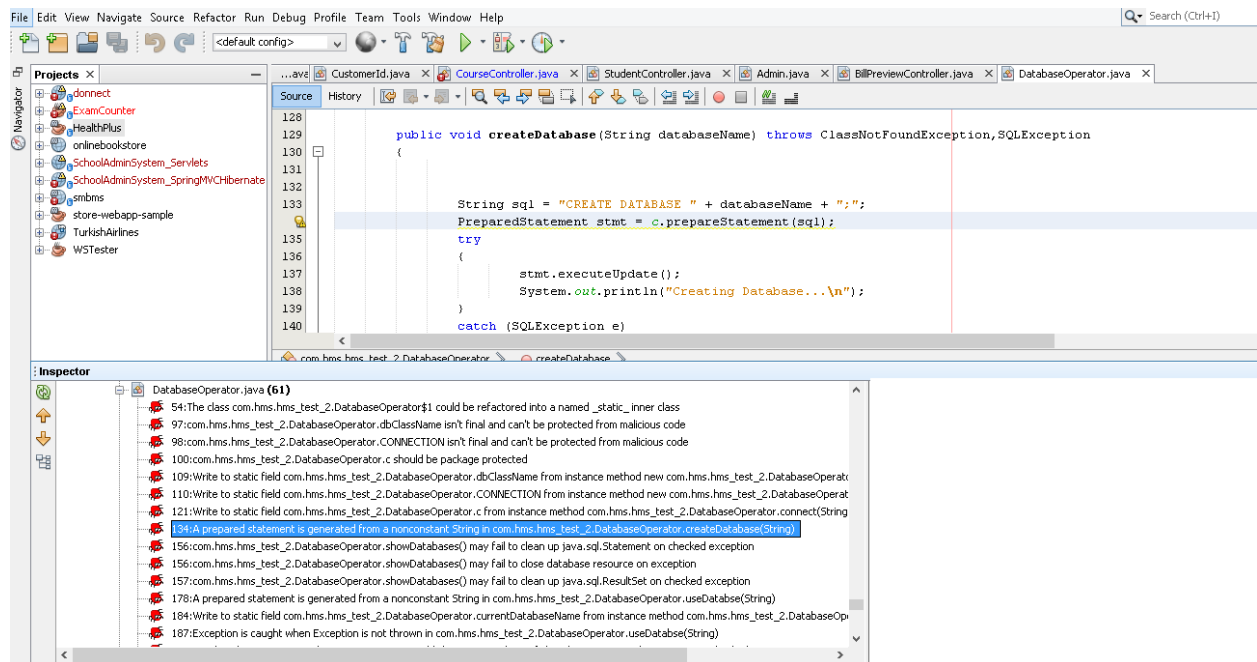 File Edit View Navigate Source Refactor Run Debug Profile Team Tools Window Help
Search (Ctrl+I)
<default config>
Projects
...ava CustomerId.java CourseController.java StudentController.java Admin.java BillPreviewController.java DatabaseOperator.java
Navigator
donnect
ExamCounter
HealthPlus
onlinebookstore
SchoolAdminSystem_Servlets
SchoolAdminSystem_SpringMVCHibernate
smbms
store-webapp-sample
TurkishAirlines
WSTester
Source History
128
129 public void createDatabase(String databaseName) throws ClassNotFoundException,SQLException
130 {
131
132
133 String sql = "CREATE DATABASE " + databaseName + ";";
PreparedStatement stmt = c.prepareStatement(sql);
135 try
136 {
137 stmt.executeUpdate();
138 System.out.println("Creating Database...\n");
139 }
140 catch (SQLException e)
com.hms.hms_test_2.DatabaseOperator createDatabase
Inspector
DatabaseOperator.java (61)
54:The class com.hms.hms_test_2.DatabaseOperator$1 could be refactored into a named _static_ inner class
97:com.hms.hms_test_2.DatabaseOperator.dbClassName isn't final and can't be protected from malicious code
98:com.hms.hms_test_2.DatabaseOperator.CONNECTION isn't final and can't be protected from malicious code
100:com.hms.hms_test_2.DatabaseOperator.c should be package protected
109:Write to static field com.hms.hms_test_2.DatabaseOperator.dbClassName from instance method new com.hms.hms_test_2.DatabaseOperat
110:Write to static field com.hms.hms_test_2.DatabaseOperator.CONNECTION from instance method new com.hms.hms_test_2.DatabaseOperat
121:Write to static field com.hms.hms_test_2.DatabaseOperator.c from instance method com.hms.hms_test_2.DatabaseOperator.connect(String
134:A prepared statement is generated from a nonconstant String in com.hms.hms_test_2.DatabaseOperator.createDatabase(String)
156:com.hms.hms_test_2.DatabaseOperator.showDatabases() may fail to clean up java.sql.Statement on checked exception
156:com.hms.hms_test_2.DatabaseOperator.showDatabases() may fail to close database resource on exception
157:com.hms.hms_test_2.DatabaseOperator.showDatabases() may fail to clean up java.sql.ResultSet on checked exception
178:A prepared statement is generated from a nonconstant String in com.hms.hms_test_2.DatabaseOperator.useDatabse(String)
184:Write to static field com.hms.hms_test_2.DatabaseOperator.currentDatabaseName from instance method com.hms.hms_test_2.DatabaseOp
187:Exception is caught when Exception is not thrown in com.hms.hms_test_2.DatabaseOperator.useDatabse(String)